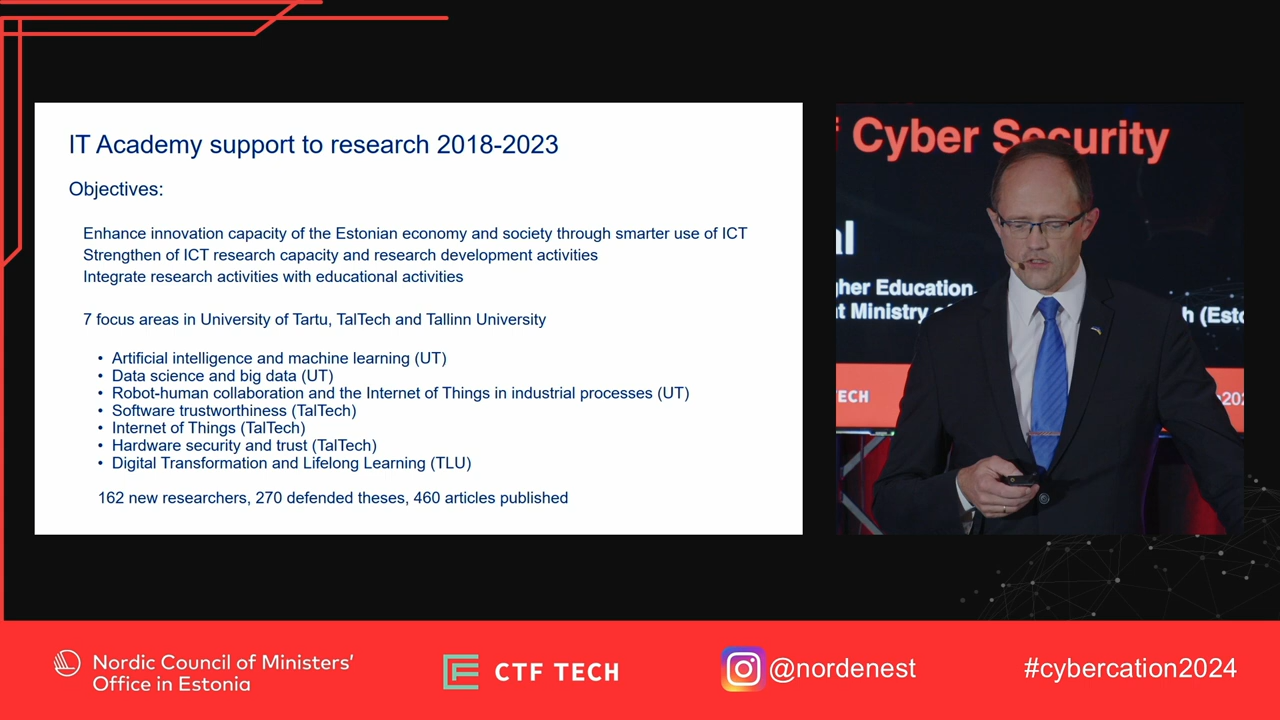 IT Academy support to research 2018-2023
Objectives:
Enhance innovation capacity of the Estonian economy and society through smarter use of ICT
Strengthen of ICT research capacity and research development activities
Integrate research activities with educational activities
7 focus areas in University of Tartu, TalTech and Tallinn University
• Artificial intelligence and machine learning (UT)
• Data science and big data (UT)
• Robot-human collaboration and the Internet of Things in industrial processes (UT)
• Software trustworthiness (TalTech)
• Internet of Things (TalTech)
• Hardware security and trust (TalTech)
• Digital Transformation and Lifelong Learning (TLU)
162 new researchers, 270 defended theses, 460 articles published
Cyber Security
al
gher Education
t Ministry
h (Esto
ECH
202
Nordic Council of Ministers'
Office in Estonia
CTF TECH
@nordenest
#cybercation2024